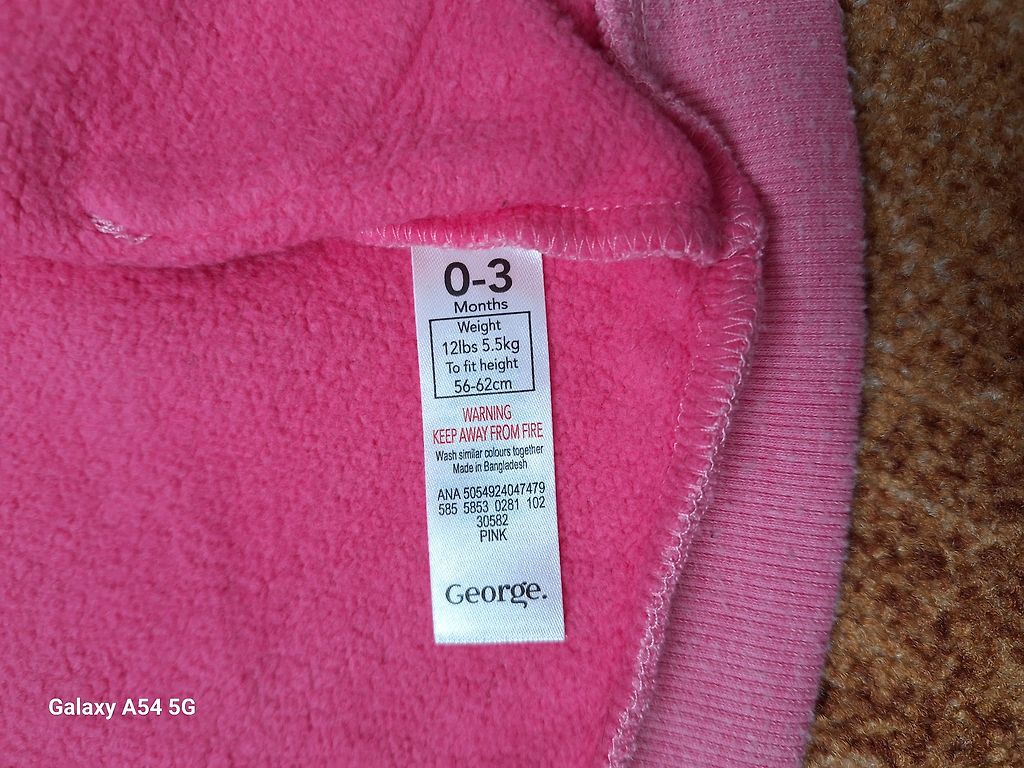 0-3
Months
Weight
12lbs 5.5kg
To fit height
56-62cm
WARNING
KEEP AWAY FROM FIRE
Wash similar colours together
Made in Bangladesh
ANA 5054924047479
585 5853 0281 102
30582
PINK
George.
Galaxy A54 5G